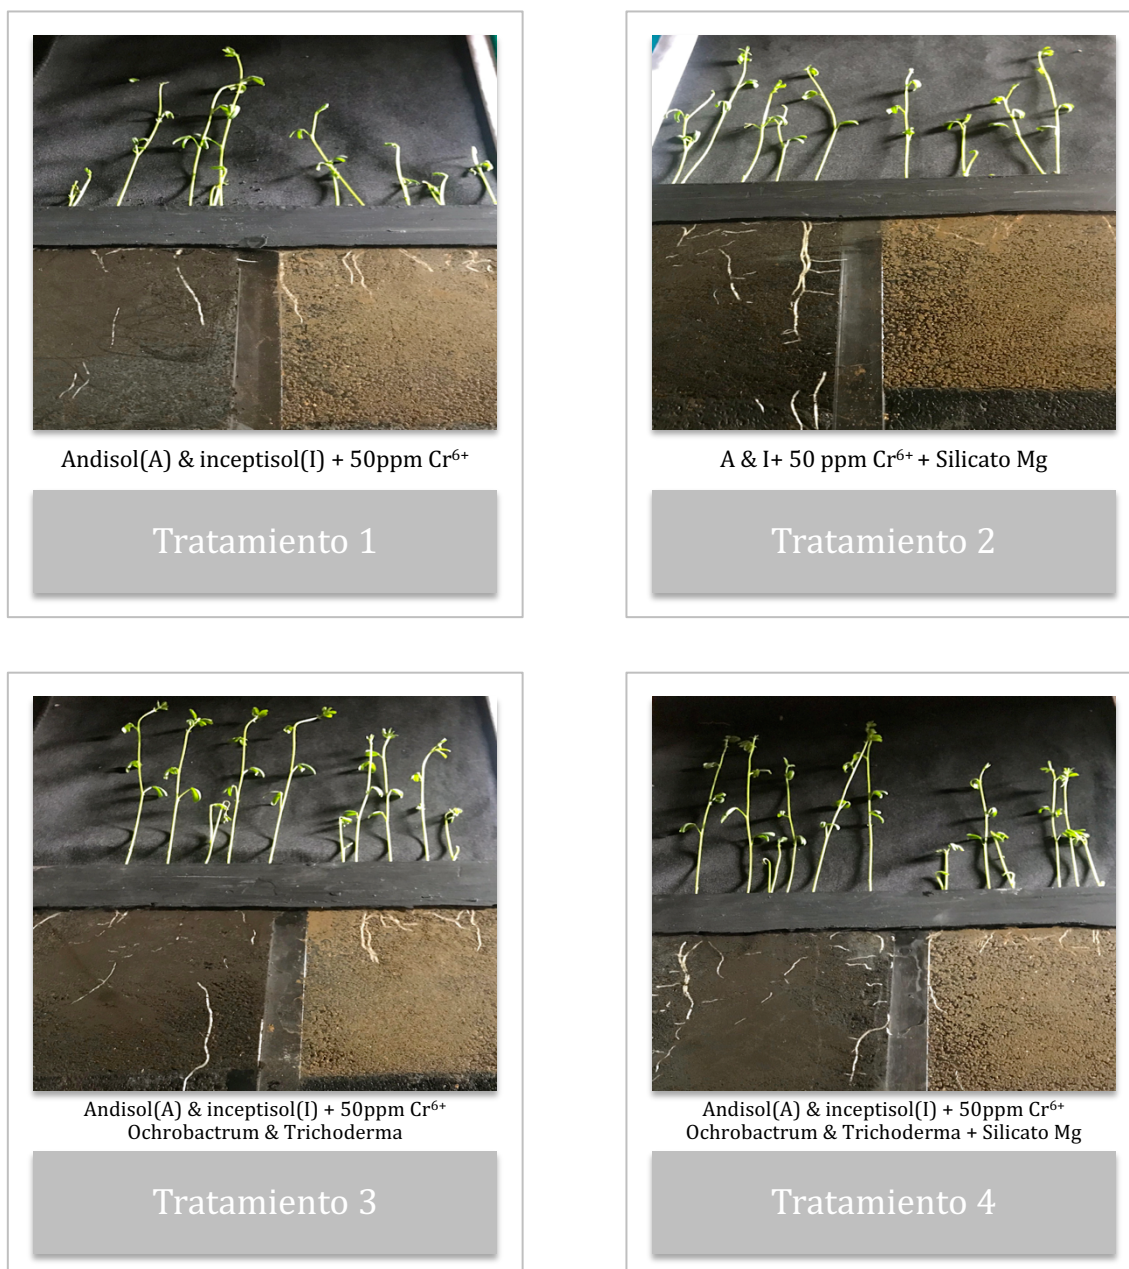 Andisol(A) & inceptisol(I) + 50ppm Cr⁶⁺
Tratamiento 1
A & I+ 50 ppm Cr⁶⁺ + Silicato Mg
Tratamiento 2
Andisol(A) & inceptisol(I) + 50ppm Cr⁶⁺
Ochrobactrum & Trichoderma
Tratamiento 3
Andisol(A) & inceptisol(I) + 50ppm Cr⁶⁺
Ochrobactrum & Trichoderma + Silicato Mg
Tratamiento 4